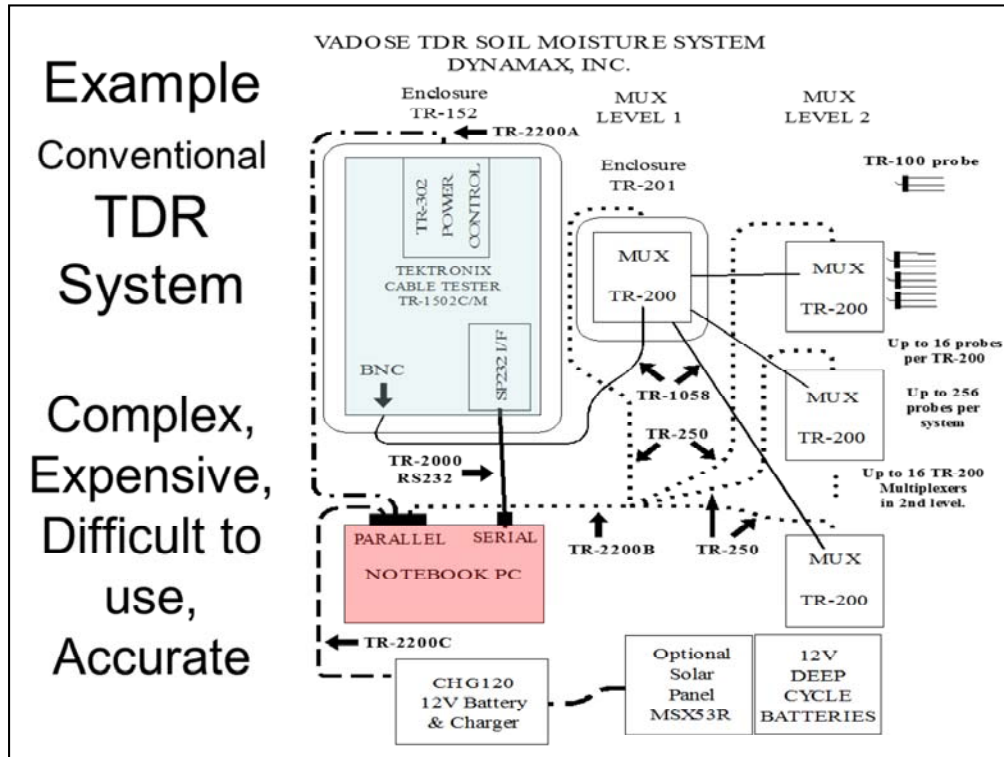 Example
Conventional
TDR
System
Complex,
Expensive,
Difficult to
use,
Accurate
VADOSE TDR SOIL MOISTURE SYSTEM
DYNAMAX, INC.
Enclosure
TR-152
MUX
LEVEL 1
MUX
LEVEL 2
TR-2200A
TR-100 probe
Enclosure
TR-201
TR-302
POWER
CONTROL
TEKTRONIX
CABLE TESTER
TR-1502C/M
MUX
TR-200
MUX
TR-200
Up to 16 probes
per TR-200
BNC
SP232 I/F
TR-1058
MUX
TR-200
Up to 256
probes per
system
TR-250
TR-2000
RS232
Up to 16 TR-200
Multiplexers
in 2nd level.
PARALLEL
SERIAL
NOTEBOOK PC
TR-2200B
TR-250
MUX
TR-200
TR-2200C
CHG120
12V Battery
& Charger
Optional
Solar
Panel
MSX53R
12V
DEEP
CYCLE
BATTERIES